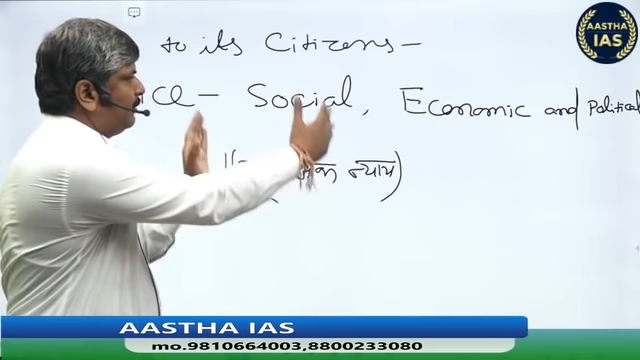 AASTHA
IAS
to its Citizens –
– Social, Economic and Political
न्याय)
AASTHA IAS
mo.9810664003,8800233080